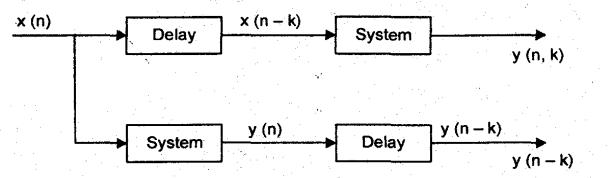 x (n)
Delay
x (n – k)
System
y (n, k)
System
y (n)
Delay
y (n – k)
y (n – k)